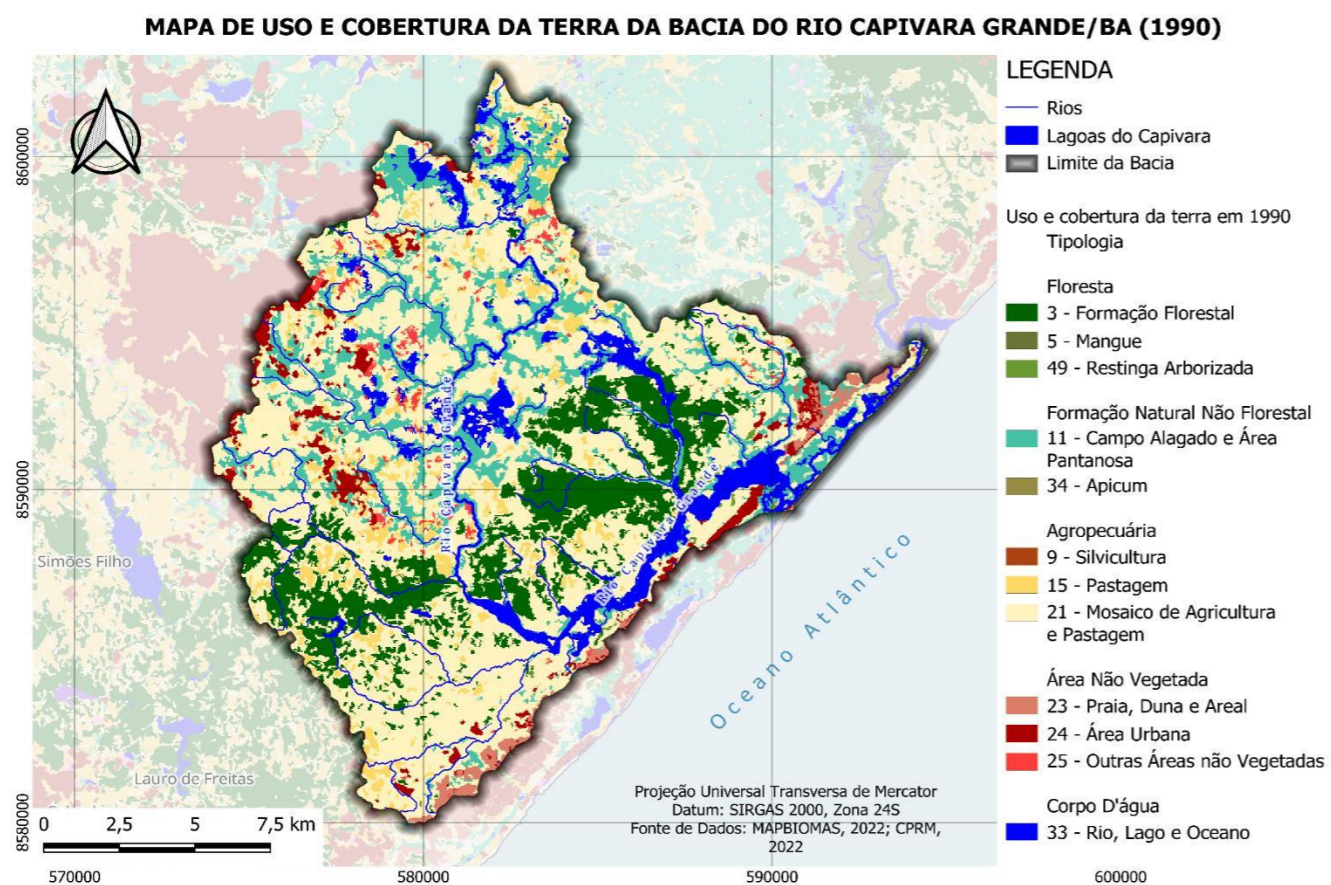 MAPA DE USO E COBERTURA DA TERRA DA BACIA DO RIO CAPIVARA GRANDE/BA (1990)
LEGENDA
Rios
Lagoas do Capivara
Limite da Bacia
Uso e cobertura da terra em 1990
Tipologia
Floresta
3 - Formação Florestal
5 - Mangue
49 - Restinga Arborizada
Formação Natural Não Florestal
11 - Campo Alagado e Área
Pantanosa
34 - Apicum
Agropecuária
9 - Silvicultura
15 - Pastagem
21 - Mosaico de Agricultura
e Pastagem
Área Não Vegetada
23 - Praia, Duna e Areal
24 - Área Urbana
25 - Outras Áreas não Vegetadas
Corpo D'água
33 - Rio, Lago e Oceano
8600000
8590000
8580000
Rio Capivara Grande
Rio Capivara Grande
Simões Filho
Lauro de Freitas
Oceano Atlântico
Projeção Universal Transversa de Mercator
Datum: SIRGAS 2000, Zona 24S
Fonte de Dados: MAPBIOMAS, 2022; CPRM,
2022
0 2,5 5 7,5 km
570000 580000 590000 600000